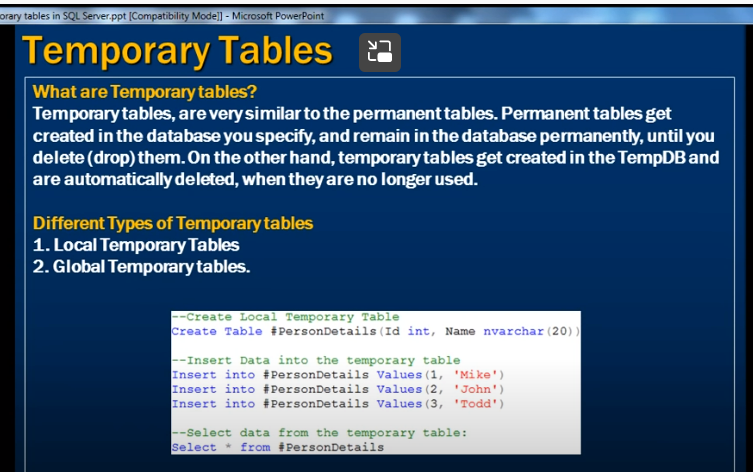 orary tables in SQL Server.ppt [Compatibility Mode]] - Microsoft PowerPoint
Temporary Tables
What are Temporary tables?
Temporary tables, are very similar to the permanent tables. Permanent tables get
created in the database you specify, and remain in the database permanently, until you
delete (drop) them. On the other hand, temporary tables get created in the TempDB and
are automatically deleted, when they are no longer used.
Different Types of Temporary tables
1. Local Temporary Tables
2. Global Temporary tables.
--Create Local Temporary Table
Create Table #PersonDetails(Id int, Name nvarchar(20))
--Insert Data into the temporary table
Insert into #PersonDetails Values(1, 'Mike')
Insert into #PersonDetails Values(2, 'John')
Insert into #PersonDetails Values(3, 'Todd')
--Select data from the temporary table:
Select * from #PersonDetails